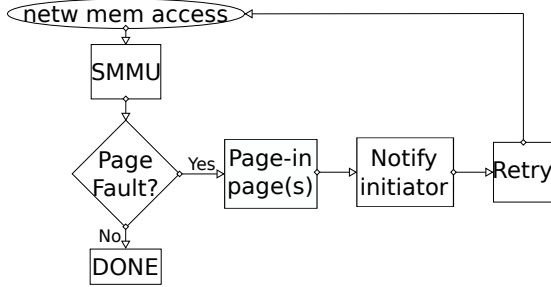 netw mem access
SMMU
Page
Fault?
Yes
Page-in
page(s)
Notify
initiator
Retry
No
DONE